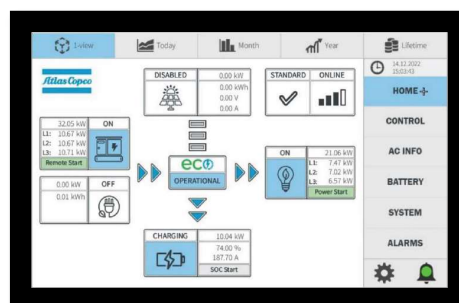 1-view
Today
Month
Year
Lifetime
14.12.2022
15:03:43
Atlas Copco
DISABLED
0.00 kW
0.00 kWh
0.00 V
0.00 A
STANDARD
ONLINE
HOME
CONTROL
AC INFO
BATTERY
SYSTEM
ALARMS
32.05 kW
ON
L1: 10.67 kW
L2: 10.67 kW
L3: 10.71 kW
Remote Start
0.00 kW
OFF
0.01 kWh
eco
OPERATIONAL
ON
21.06 kW
L1: 7.47 kW
L2: 7.02 kW
L3: 6.57 kW
Power Start
CHARGING
10.04 kW
74.00 %
187.70 A
SOC Start